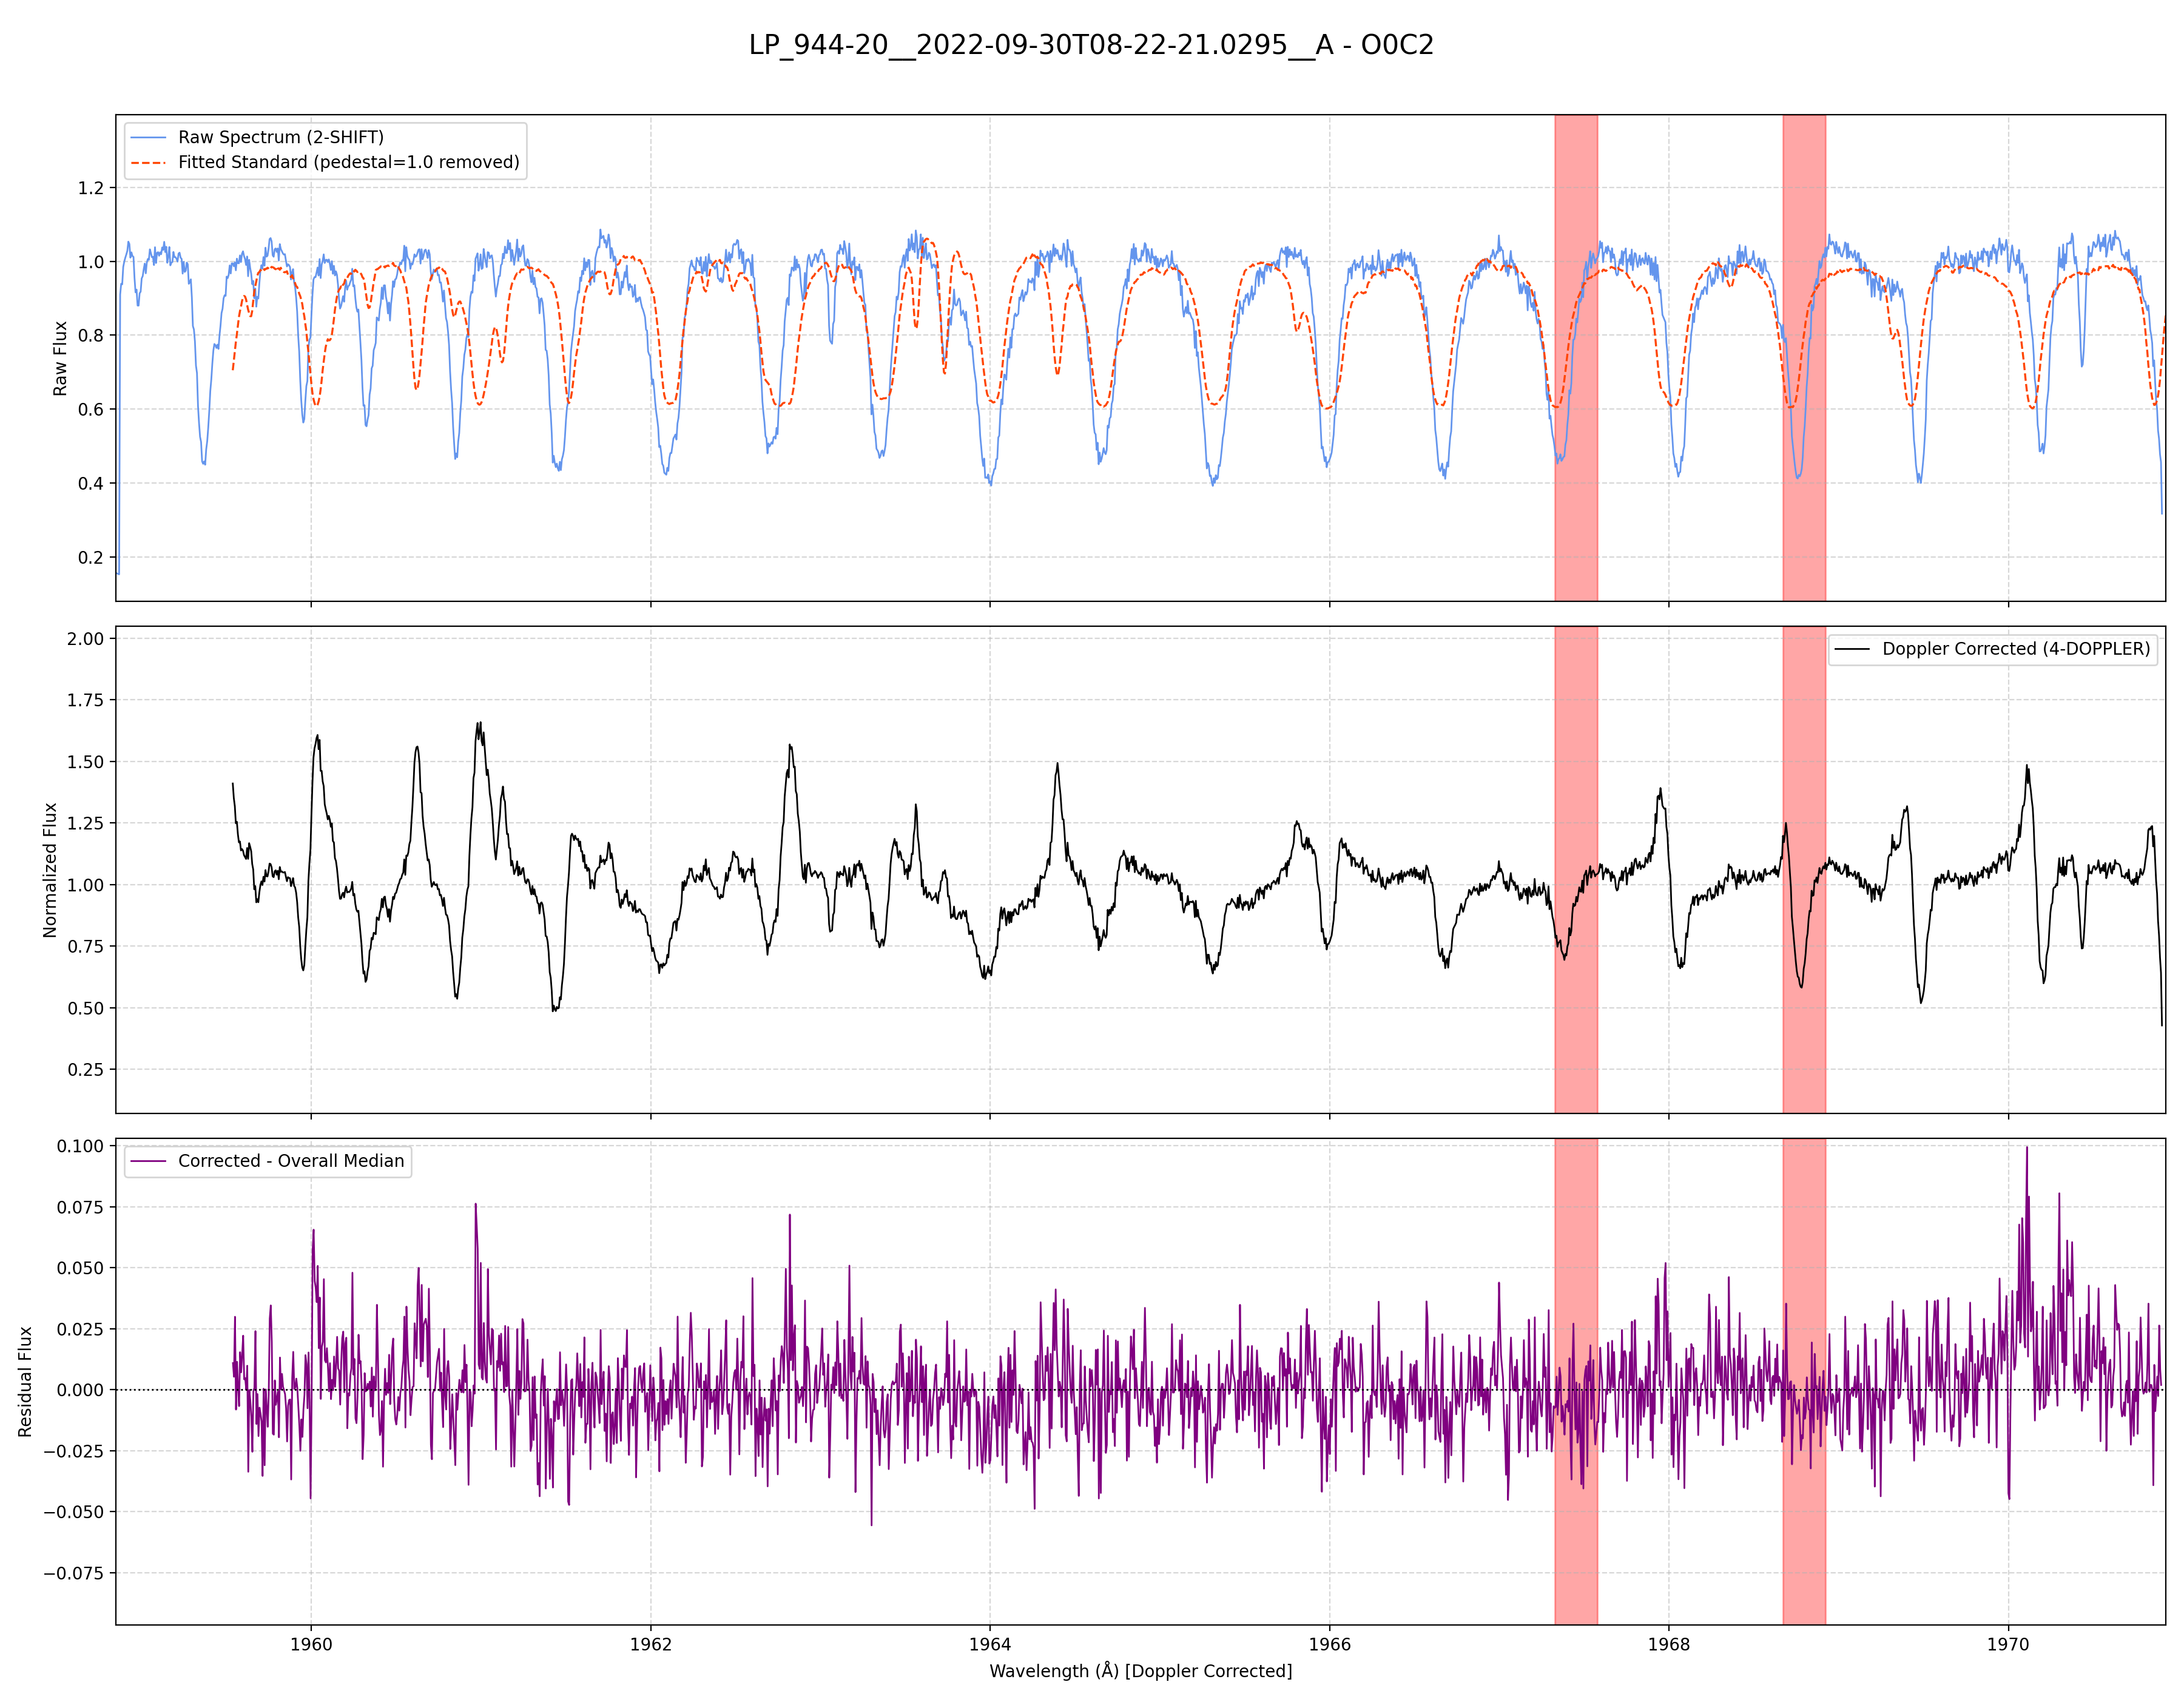 LP_944-20__2022-09-30T08-22-21.0295__A - O0C2
Raw Spectrum (2-SHIFT)
Fitted Standard (pedestal=1.0 removed)
Raw Flux
1.2
1.0
0.8
0.6
0.4
0.2
Doppler Corrected (4-DOPPLER)
Normalized Flux
2.00
1.75
1.50
1.25
1.00
0.75
0.50
0.25
Corrected - Overall Median
Residual Flux
0.100
0.075
0.050
0.025
0.000
−0.025
−0.050
−0.075
1960 1962 1964 1966 1968 1970
Wavelength (Å) [Doppler Corrected]